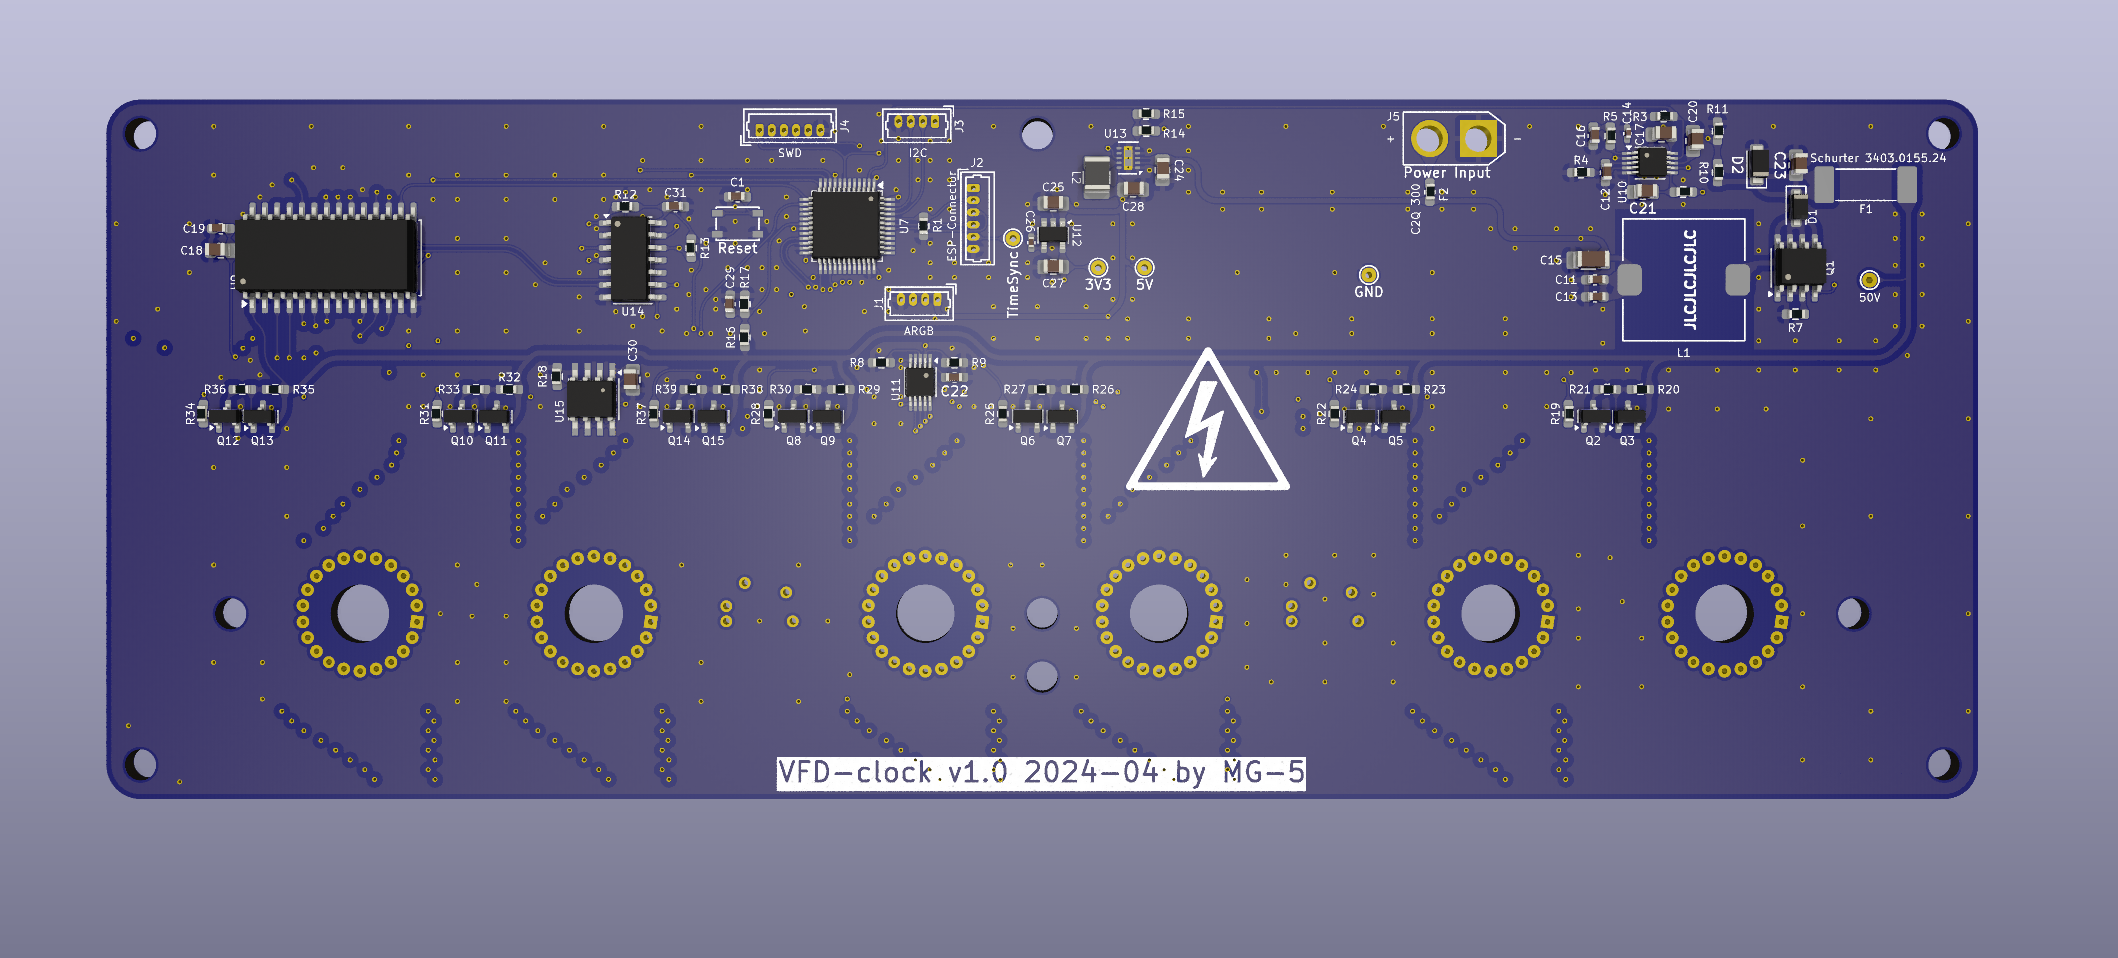 J4
SWD
J3
I2C
R15
R14
U13
J5
+
-
Power Input
C14
C20
R11
R5
R3
C16
C17
R4
C12
U10
C21
R10
D2
C23
Schurter 3403.0155.24
F1
D1
L2
C24
C28
C2Q 300
F2
J2
ESP-Connector
C25
C26
U12
C27
TimeSync
3V3
5V
GND
R12
C31
C1
R13
Reset
U7
R1
C19
C18
U14
C29
R17
R16
J1
ARGB
C15
C11
C13
JLCJLCJLCJLC
L1
Q1
R7
50V
R18
C30
U15
R8
R9
U11
C22
R36
R35
R34
Q12
Q13
R33
R32
R31
Q10
Q11
R39
R38
R37
Q14
Q15
R30
R29
R28
Q8
Q9
R27
R26
R25
Q6
Q7
R24
R23
R22
Q4
Q5
R21
R20
R19
Q2
Q3
VFD-clock v1.0 2024-04 by MG-5